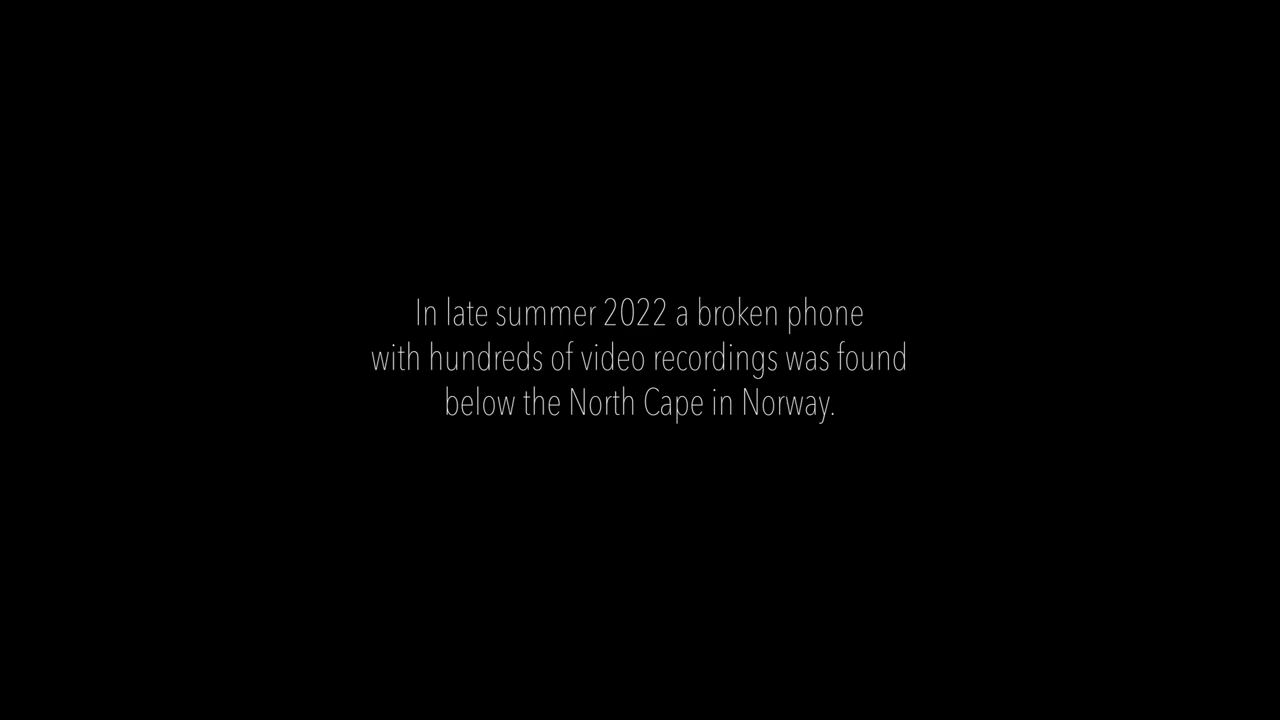 In late summer 2022 a broken phone
with hundreds of video recordings was found
below the North Cape in Norway.